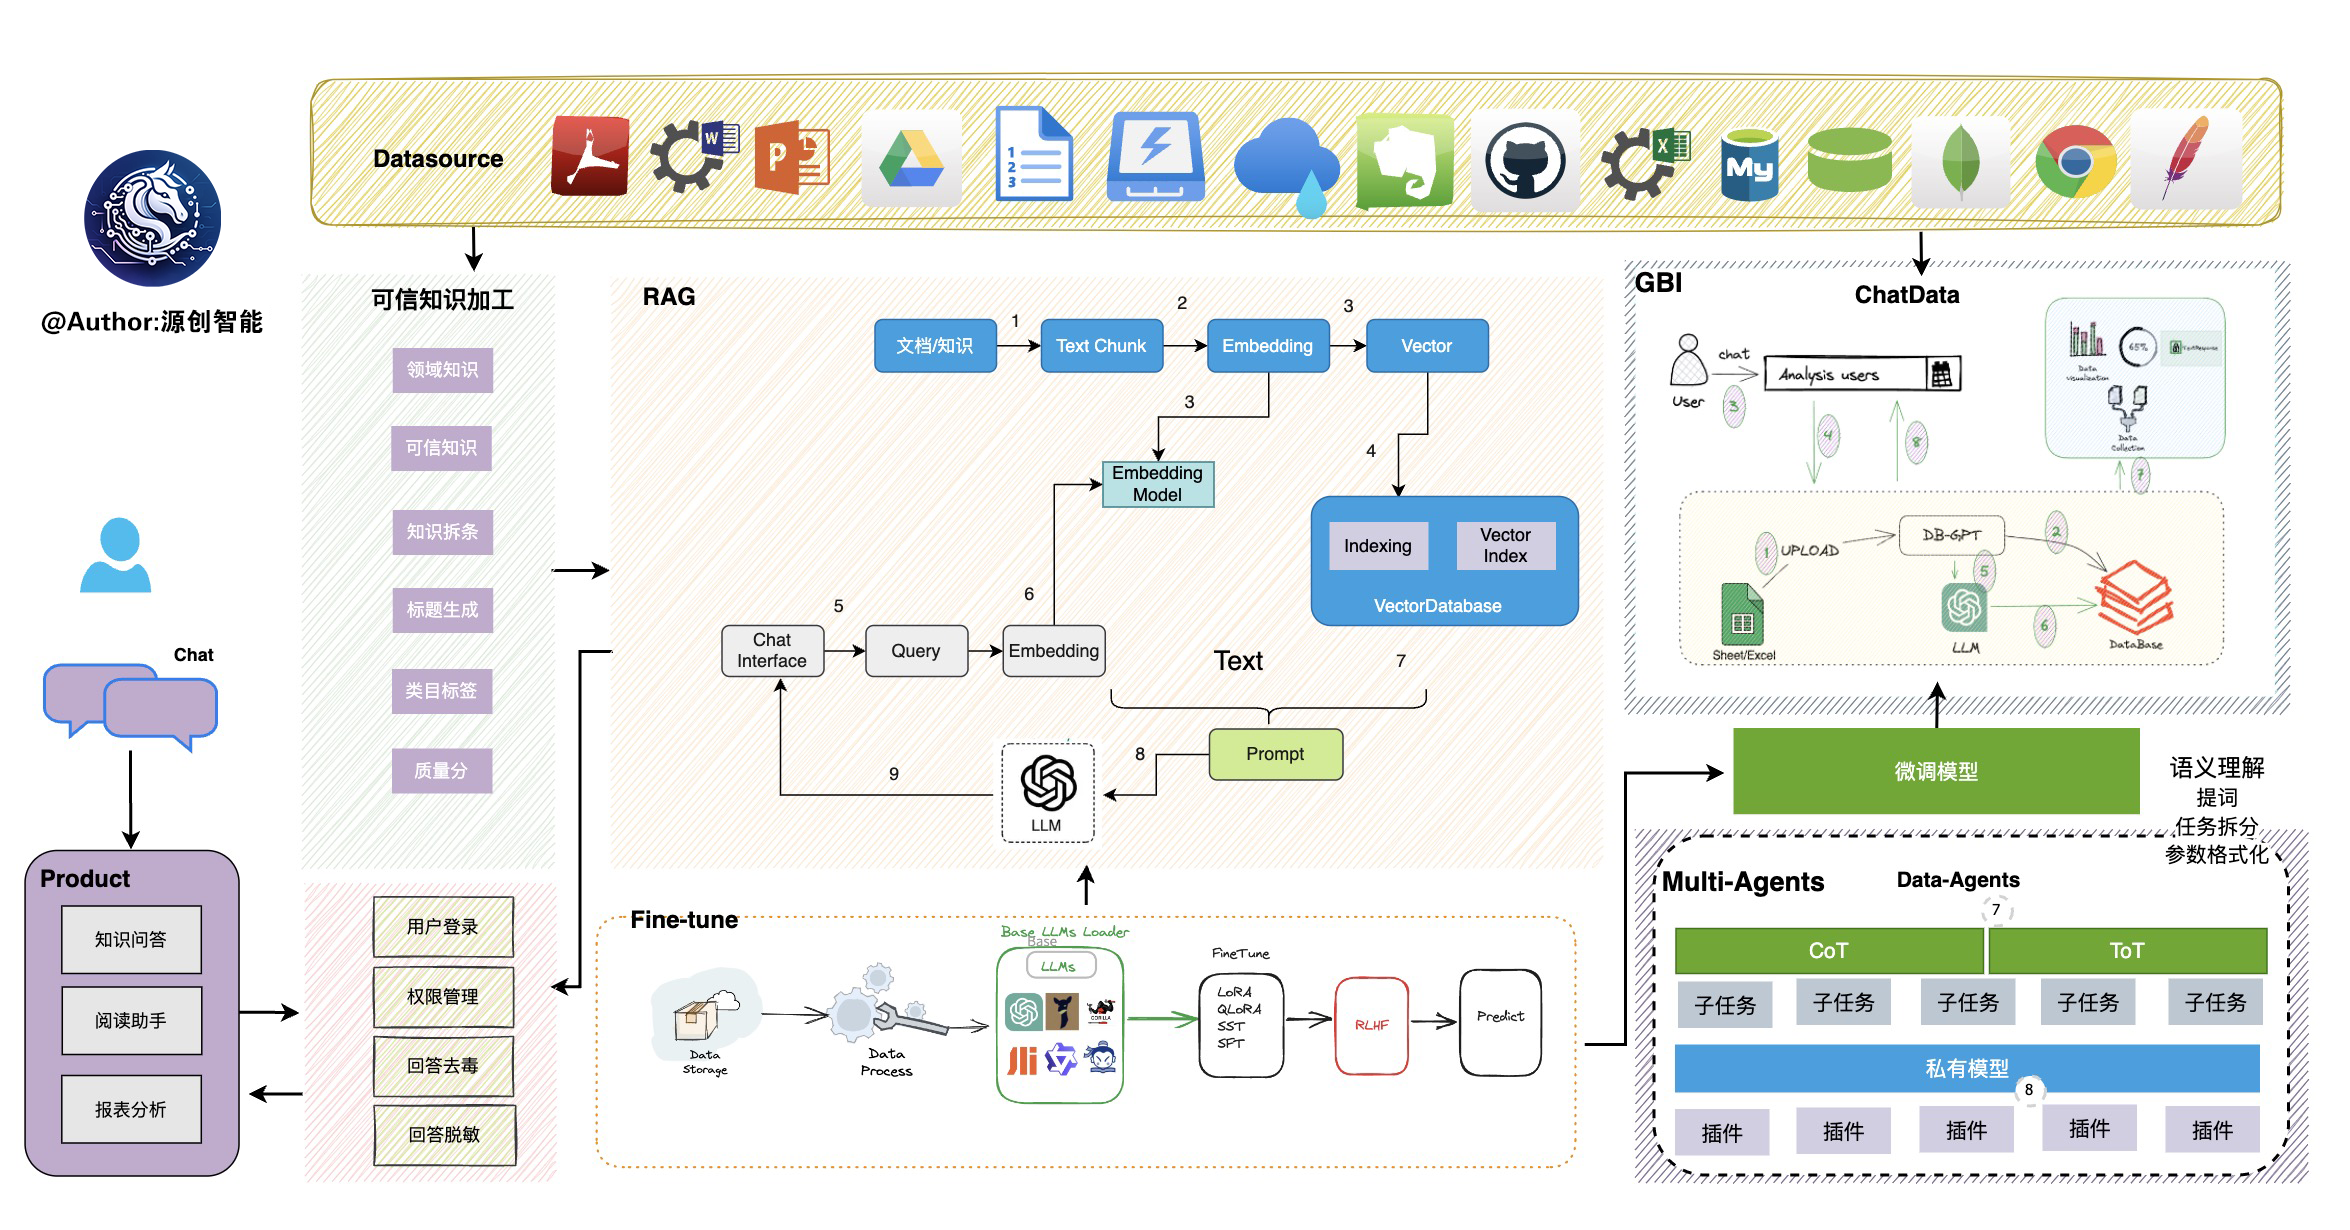 Datasource
W
P
1
2
3
X
My
@Author:源创智能
可信知识加工
领域知识
可信知识
知识拆条
标题生成
类目标签
质量分
Chat
Product
知识问答
阅读助手
报表分析
用户登录
权限管理
回答去毒
回答脱敏
RAG
文档/知识
1
Text Chunk
2
Embedding
3
Vector
3
Embedding
Model
4
Indexing
Vector
Index
VectorDatabase
Chat
Interface
5
Query
6
Embedding
Text
7
Prompt
8
LLM
9
Fine-tune
Data
Storage
Data
Process
Base LLMs Loader
Base
LLMs
FineTune
LoRA
QLoRA
SST
SFT
RLHF
Predict
GBI
ChatData
User
chat
3
Analysis users
4
8
Data
visualization
65%
Data
Collection
7
1
UPLOAD
DB-GPT
2
5
Sheet/Excel
LLM
6
DataBase
微调模型
语义理解
提词
任务拆分
参数格式化
Multi-Agents
Data-Agents
7
CoT
ToT
子任务
子任务
子任务
子任务
子任务
私有模型
8
插件
插件
插件
插件
插件